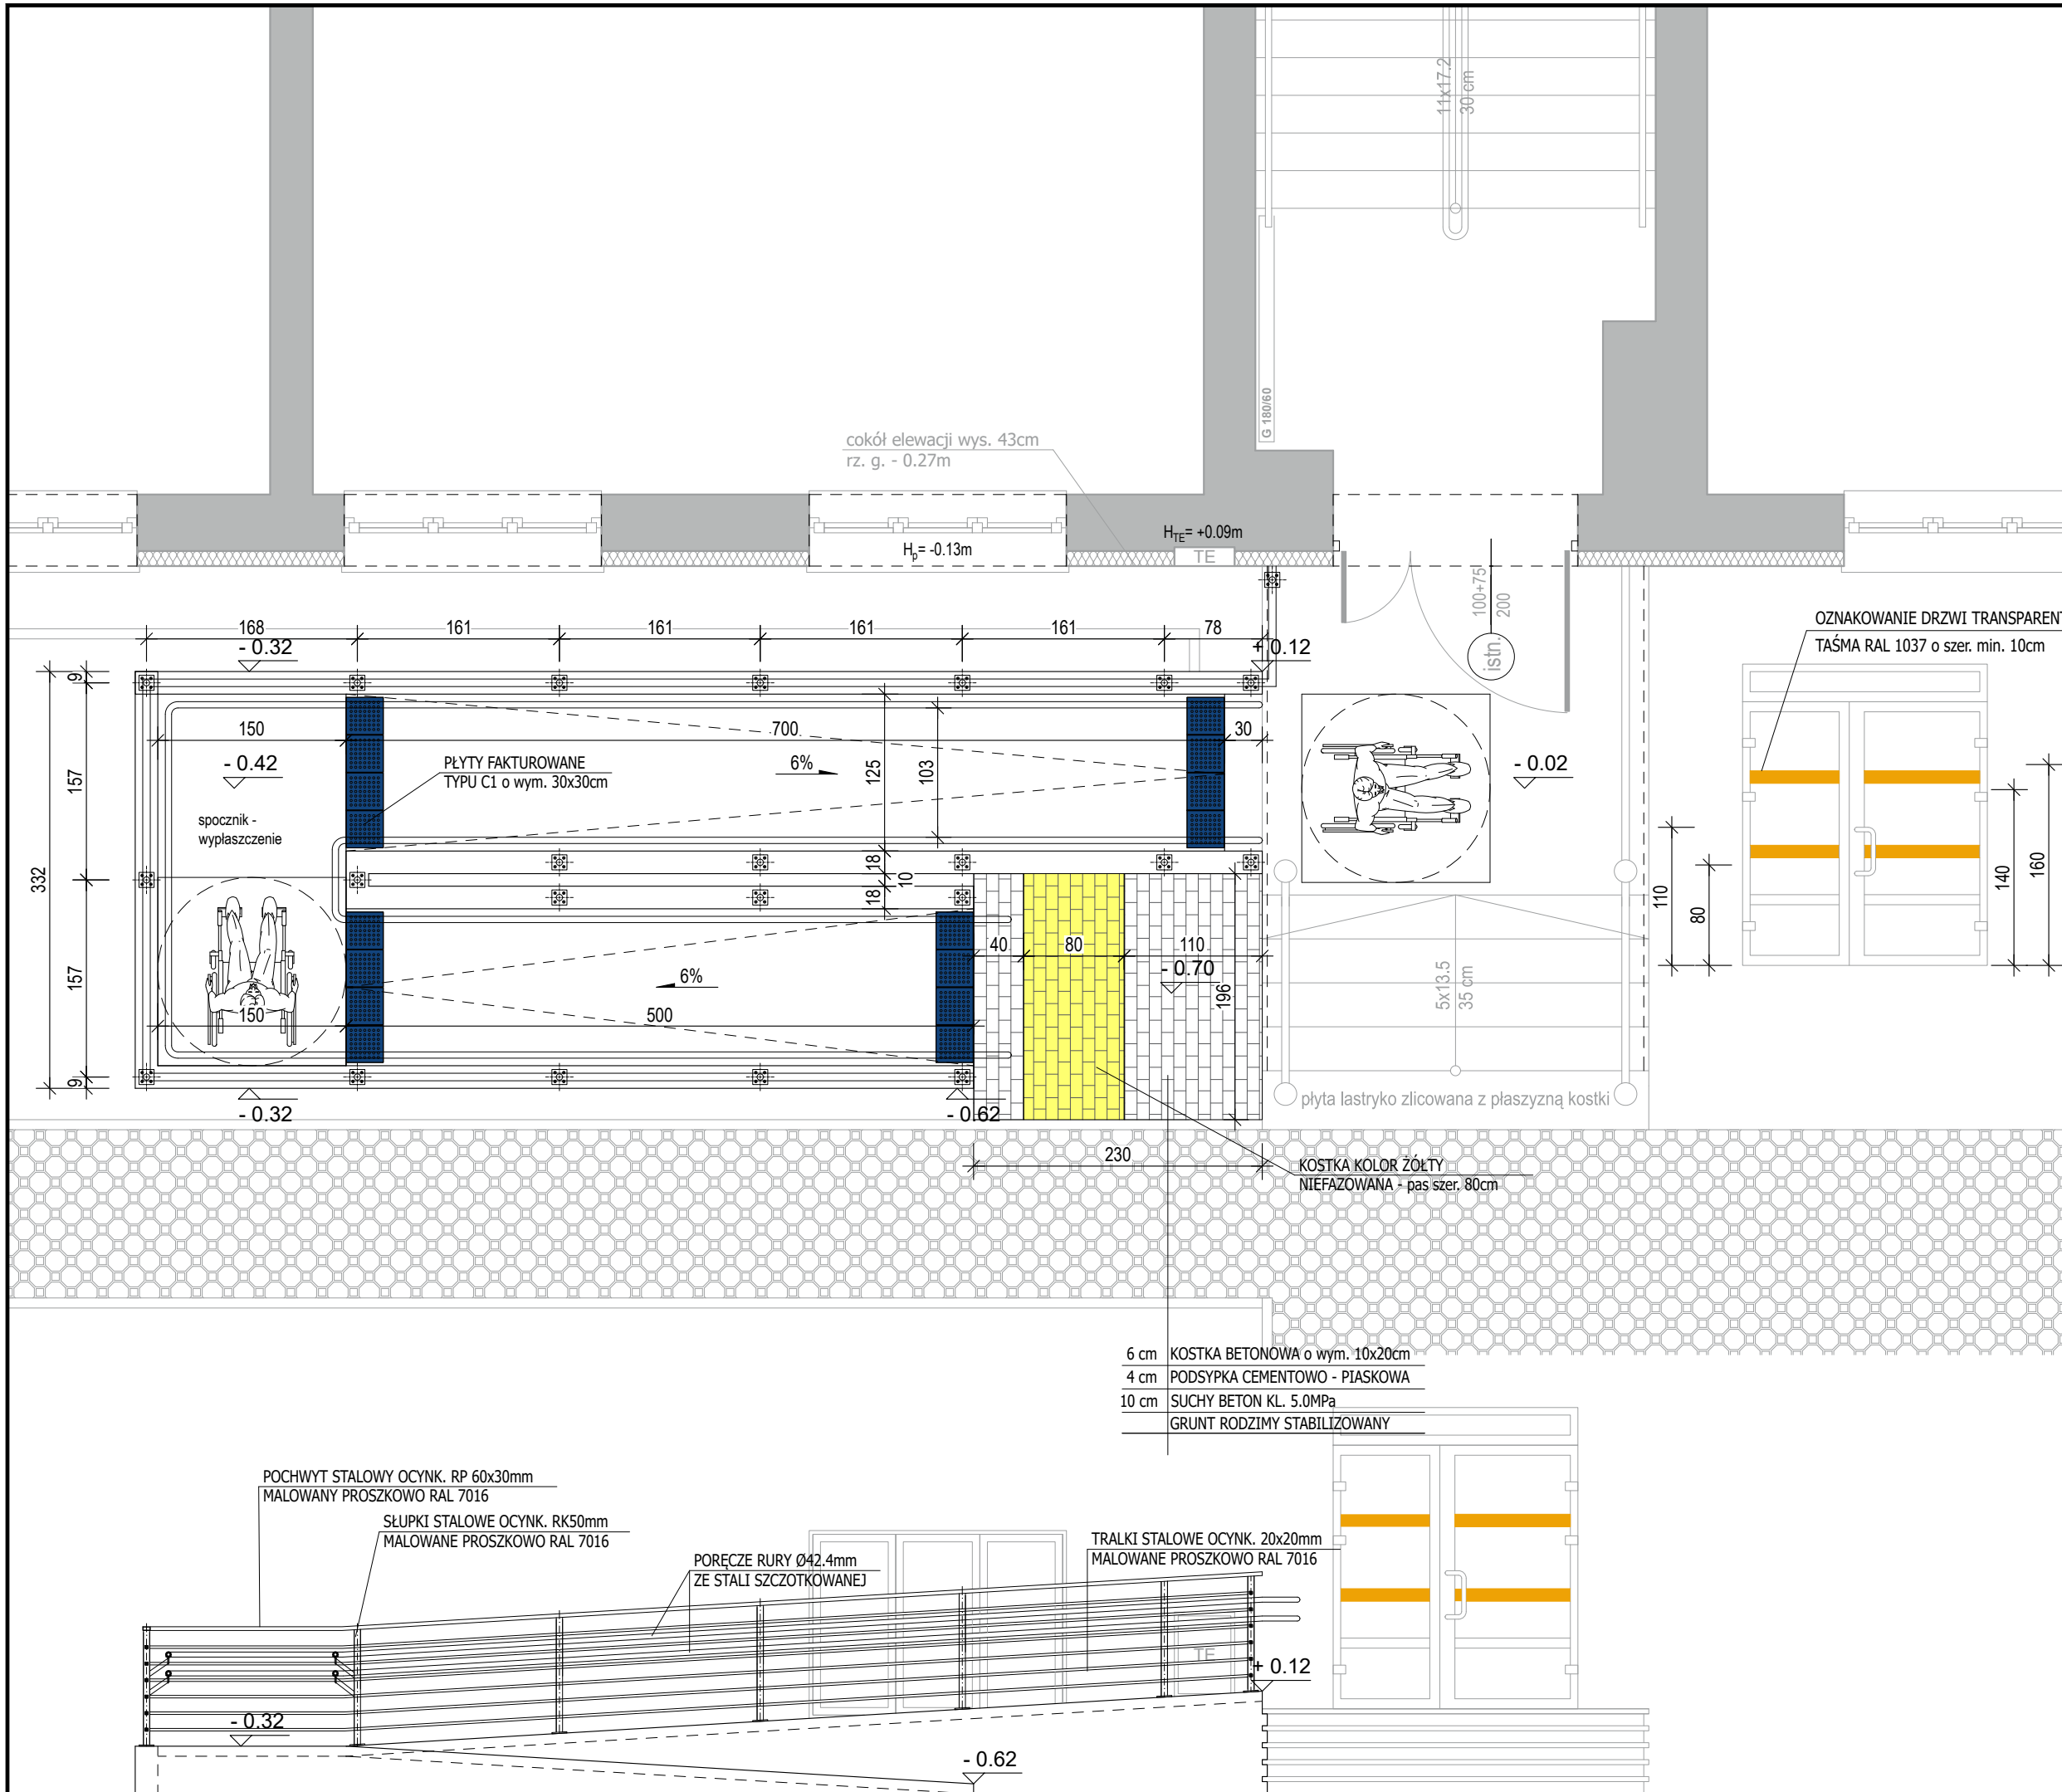 11x17.2
30 cm
G 180/60
cokół elewacji wys. 43cm
rz. g. - 0.27m
HTE= +0.09m
Hp= -0.13m
TE
100+75
200
istn.
OZNAKOWANIE DRZWI TRANSPARENT
TAŚMA RAL 1037 o szer. min. 10cm
168
161
161
161
161
78
- 0.32
+ 0.12
9
157
332
157
9
150
700
30
- 0.42
PŁYTY FAKTUROWANE
TYPU C1 o wym. 30x30cm
6%
125
103
- 0.02
spocznik -
wypłaszczenie
18
10
18
110
80
140
160
40
80
110
- 0.70
196
6%
150
500
5x13.5
35 cm
płyta lastryko zlicowana z płaszyzną kostki
- 0.32
- 0.62
230
KOSTKA KOLOR ŻÓŁTY
NIEFAZOWANA - pas szer. 80cm
6 cm KOSTKA BETONOWA o wym. 10x20cm
4 cm PODSYPKA CEMENTOWO - PIASKOWA
10 cm SUCHY BETON KL. 5.0MPa
GRUNT RODZIMY STABILIZOWANY
POCHWYT STALOWY OCYNK. RP 60x30mm
MALOWANY PROSZKOWO RAL 7016
SŁUPKI STALOWE OCYNK. RK50mm
MALOWANE PROSZKOWO RAL 7016
PORĘCZE RURY Ø42.4mm
ZE STALI SZCZOTKOWANEJ
TRALKI STALOWE OCYNK. 20x20mm
MALOWANE PROSZKOWO RAL 7016
TE
+ 0.12
- 0.32
- 0.62